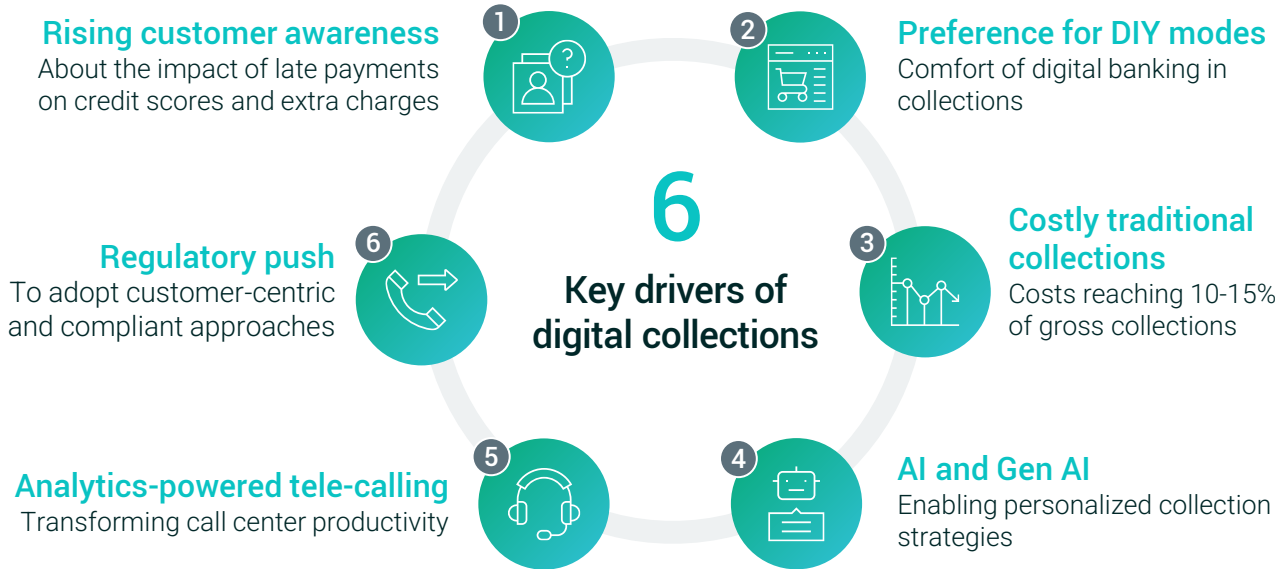 1
Rising customer awareness
About the impact of late payments
on credit scores and extra charges
?
2
Preference for DIY modes
Comfort of digital banking in
collections
6
Key drivers of
digital collections
3
Costly traditional
collections
Costs reaching 10-15%
of gross collections
4
AI and Gen AI
Enabling personalized collection
strategies
5
Analytics-powered tele-calling
Transforming call center productivity
6
Regulatory push
To adopt customer-centric
and compliant approaches